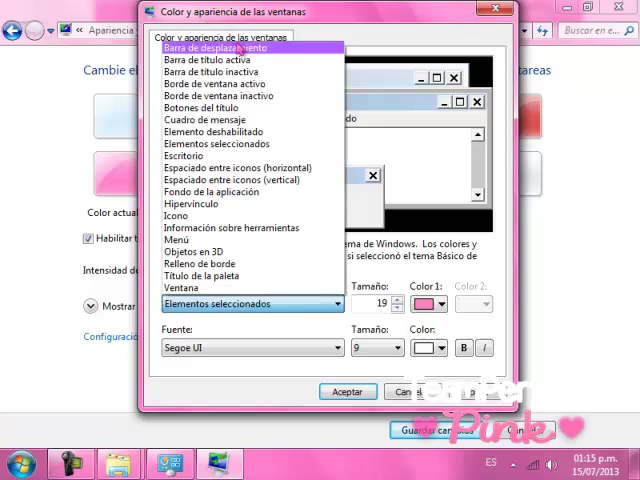 Color y apariencia de las ventanas
Apariencia y
Buscar en e...
Color y apariencia de las ventanas
Cambie el
tareas
Barra de desplazamiento
Barra de título activa
Barra de título inactiva
Borde de ventana activo
Borde de ventana inactivo
Botones del título
Cuadro de mensaje
Elemento deshabilitado
Elementos seleccionados
Escritorio
Espaciado entre iconos (horizontal)
Espaciado entre iconos (vertical)
Fondo de la aplicación
Hipervínculo
Icono
Información sobre herramientas
Menú
Objetos en 3D
Relleno de borde
Título de la paleta
Ventana
Color actua
Habilitar t
ema de Windows. Los colores y
si seleccionó el tema Básico de
Intensidad de
Tamaño:
Color 1:
Color 2:
Elementos seleccionados
19
Mostrar
Fuente:
Tamaño:
Color:
Configuració
Segoe UI
9
B
I
Aceptar
Guardar cambios
Pink
ES
01:15 p.m.
15/07/2013